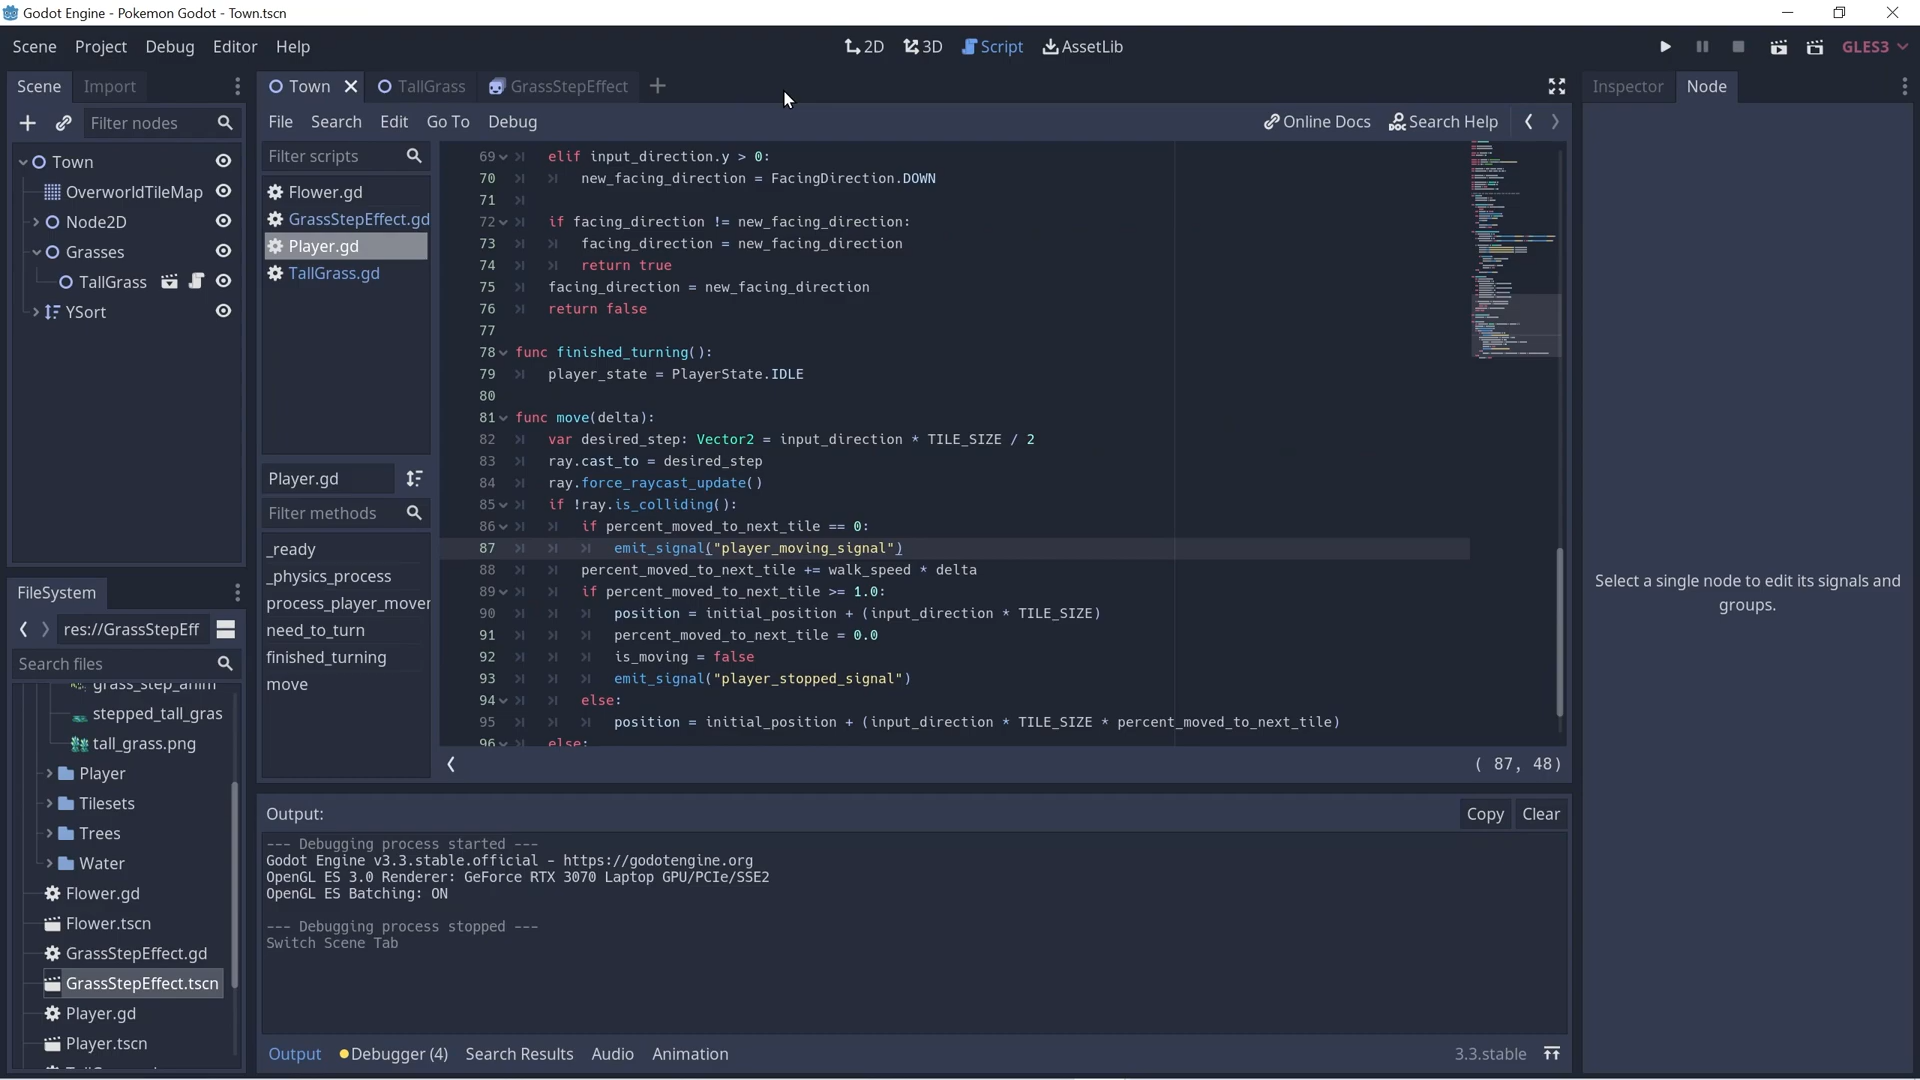 Godot Engine - Pokemon Godot - Town.tscn
Scene Project Debug Editor Help
2D 3D Script AssetLib
GLES3
Scene Import
Filter nodes
Town
OverworldTileMap
Node2D
Grasses
TallGrass
YSort
FileSystem
res://GrassStepEff
Search files
grass_step_anim
stepped_tall_gras
tall_grass.png
Player
Tilesets
Trees
Water
Flower.gd
Flower.tscn
GrassStepEffect.gd
GrassStepEffect.tscn
Player.gd
Player.tscn
Town TallGrass GrassStepEffect
File Search Edit Go To Debug
Online Docs Search Help
Filter scripts
Flower.gd
GrassStepEffect.gd
Player.gd
TallGrass.gd
Player.gd
Filter methods
_ready
_physics_process
process_player_mover
need_to_turn
finished_turning
move
69 elif input_direction.y > 0:
70 new_facing_direction = FacingDirection.DOWN
71
72 if facing_direction != new_facing_direction:
73 facing_direction = new_facing_direction
74 return true
75 facing_direction = new_facing_direction
76 return false
77
78 func finished_turning():
79 player_state = PlayerState.IDLE
80
81 func move(delta):
82 var desired_step: Vector2 = input_direction * TILE_SIZE / 2
83 ray.cast_to = desired_step
84 ray.force_raycast_update()
85 if !ray.is_colliding():
86 if percent_moved_to_next_tile == 0:
87 emit_signal("player_moving_signal")
88 percent_moved_to_next_tile += walk_speed * delta
89 if percent_moved_to_next_tile >= 1.0:
90 position = initial_position + (input_direction * TILE_SIZE)
91 percent_moved_to_next_tile = 0.0
92 is_moving = false
93 emit_signal("player_stopped_signal")
94 else:
95 position = initial_position + (input_direction * TILE_SIZE * percent_moved_to_next_tile)
96 else:
( 87, 48)
Output:
Copy Clear
--- Debugging process started ---
Godot Engine v3.3.stable.official - https://godotengine.org
OpenGL ES 3.0 Renderer: GeForce RTX 3070 Laptop GPU/PCIe/SSE2
OpenGL ES Batching: ON
--- Debugging process stopped ---
Switch Scene Tab
Output Debugger (4) Search Results Audio Animation
3.3.stable
Inspector Node
Select a single node to edit its signals and
groups.